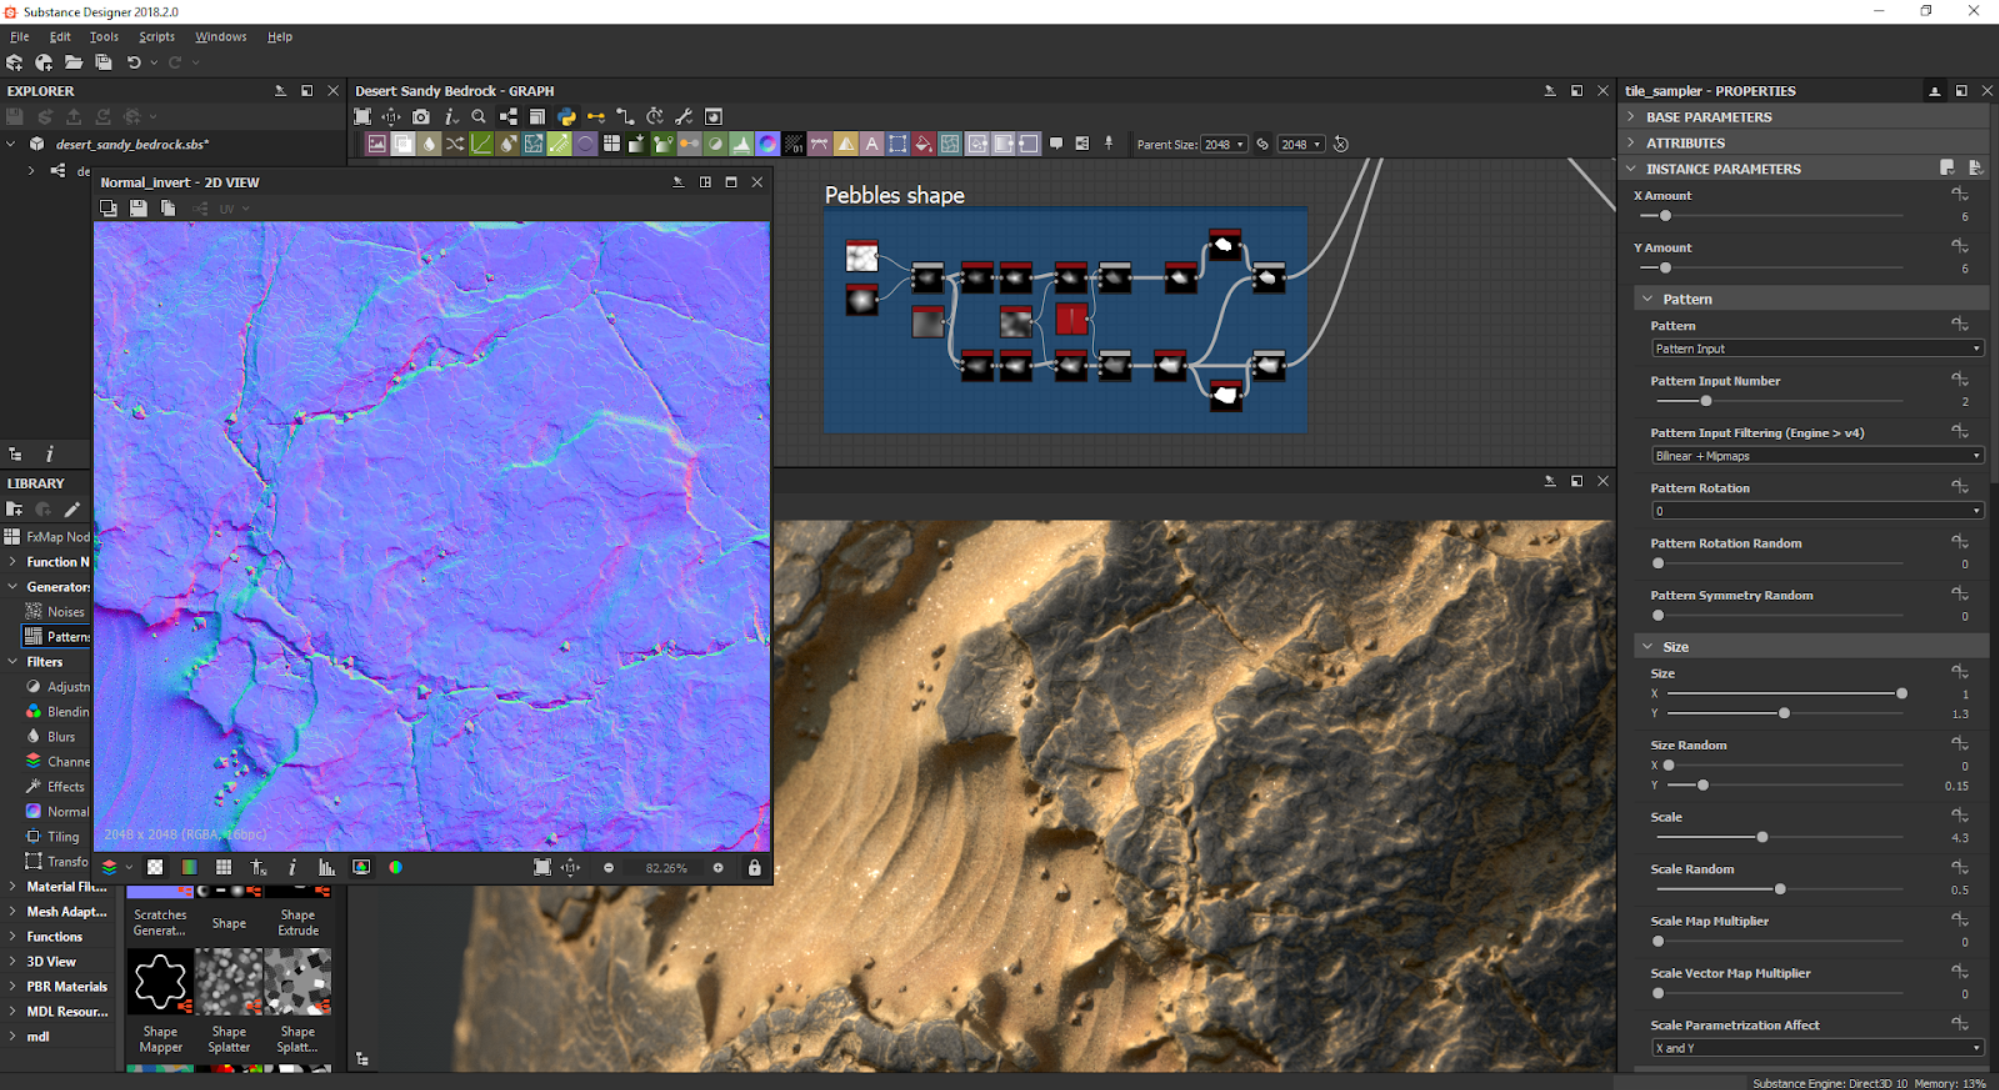 Substance Designer 2018.2.0
File Edit Tools Scripts Windows Help
EXPLORER
desert_sandy_bedrock.sbs*
de
Desert Sandy Bedrock - GRAPH
Parent Size: 2048 2048
Normal_invert - 2D VIEW
UV
2048 x 2048 (RGBA, 16bpc)
82.26%
Pebbles shape
LIBRARY
FxMap Nod
Function N
Generators
Noises
Patterns
Filters
Adjustn
Blendin
Blurs
Channe
Effects
Normal
Tiling
Transfo
Material Filt...
Mesh Adapt...
Functions
3D View
PBR Materials
MDL Resour...
mdl
Scratches Generat...
Shape
Shape Extrude
Shape Mapper
Shape Splatter
Shape Splatt...
tile_sampler - PROPERTIES
BASE PARAMETERS
ATTRIBUTES
INSTANCE PARAMETERS
X Amount
6
Y Amount
6
Pattern
Pattern
Pattern Input
Pattern Input Number
2
Pattern Input Filtering (Engine > v4)
Bilinear + Mipmaps
Pattern Rotation
0
Pattern Rotation Random
0
Pattern Symmetry Random
0
Size
Size
X 1
Y 1.3
Size Random
X 0
Y 0.15
Scale
4.3
Scale Random
0.5
Scale Map Multiplier
0
Scale Vector Map Multiplier
0
Scale Parametrization Affect
X and Y
Substance Engine: Direct3D 10 Memory: 13%